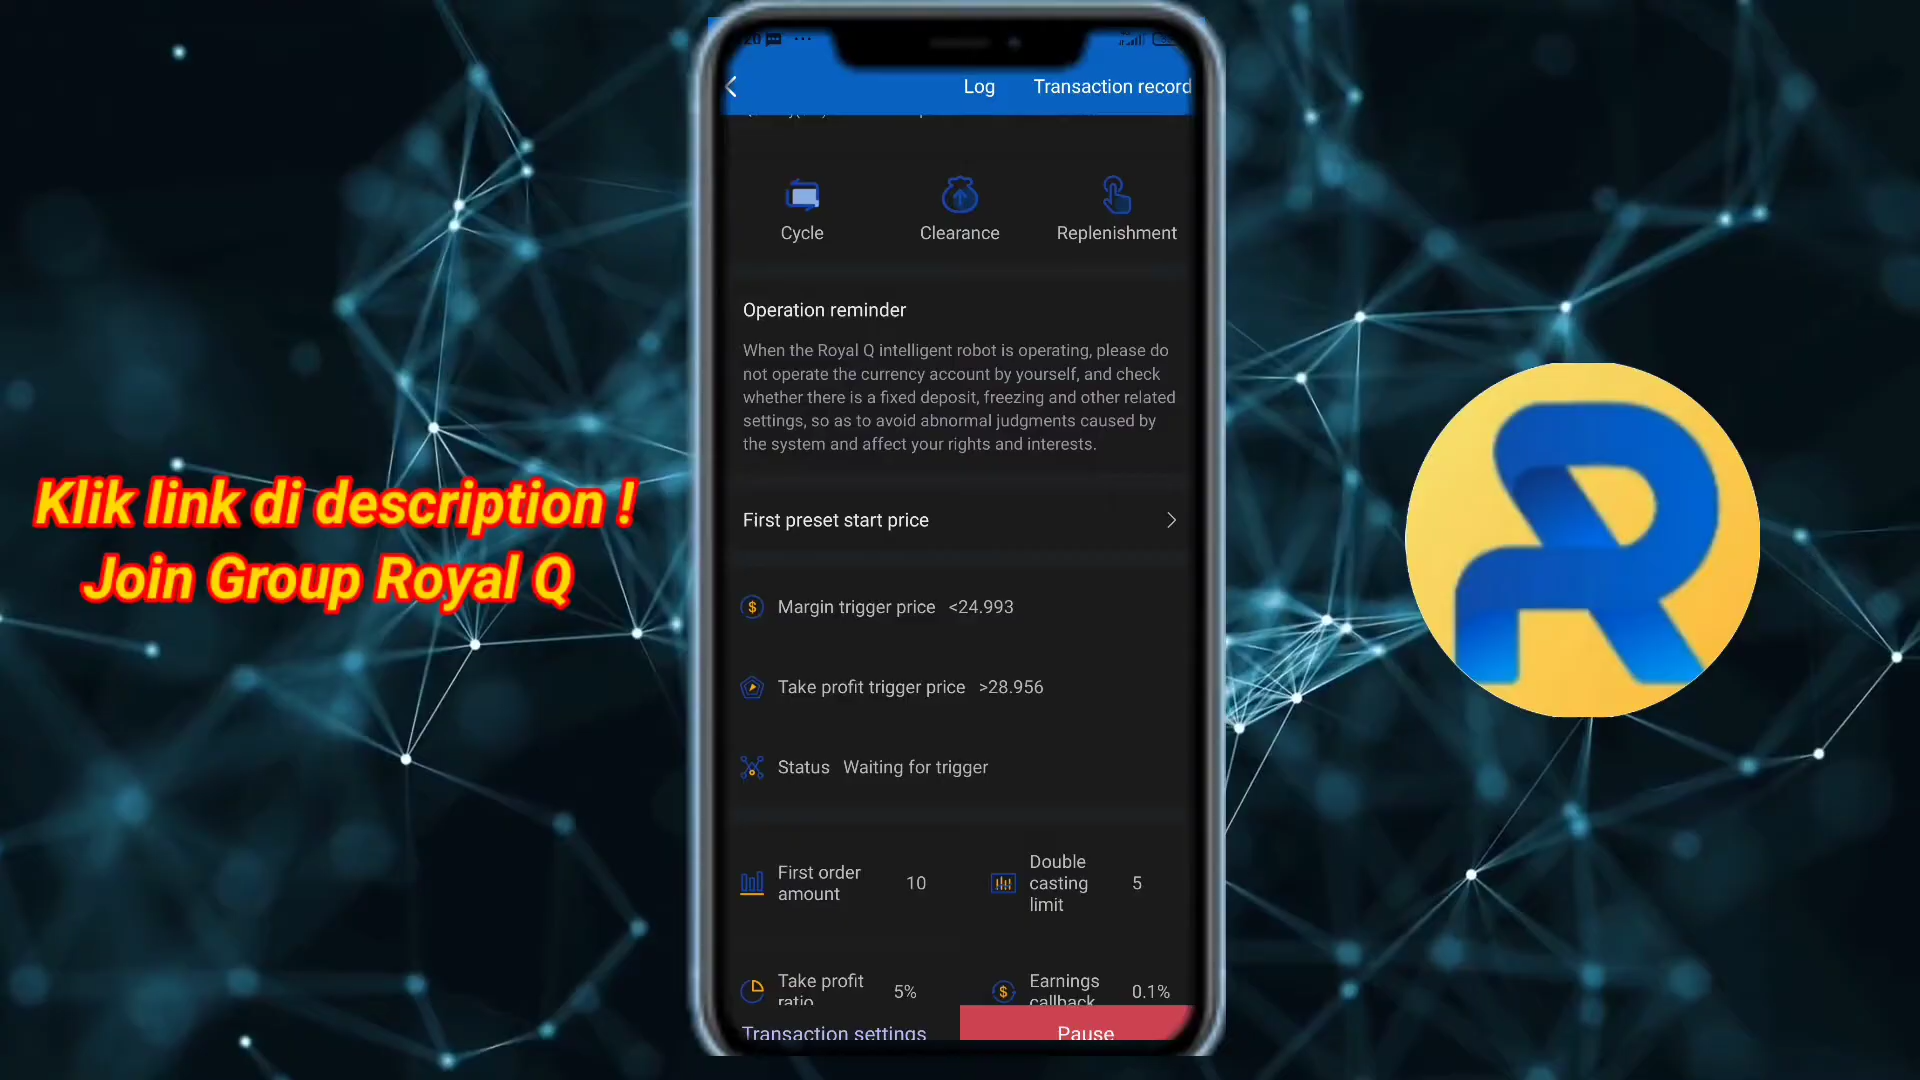 Log Transaction record
Cycle Clearance Replenishment
Operation reminder
When the Royal Q intelligent robot is operating, please do
not operate the currency account by yourself, and check
whether there is a fixed deposit, freezing and other related
settings, so as to avoid abnormal judgments caused by
the system and affect your rights and interests.
Klik link di description !
Join Group Royal Q
First preset start price
Margin trigger price <24.993
Take profit trigger price >28.956
Status Waiting for trigger
First order
amount
10
Double
casting
limit
5
Take profit
ratio
5%
Earnings
callback
0.1%
Transaction settings
Pause